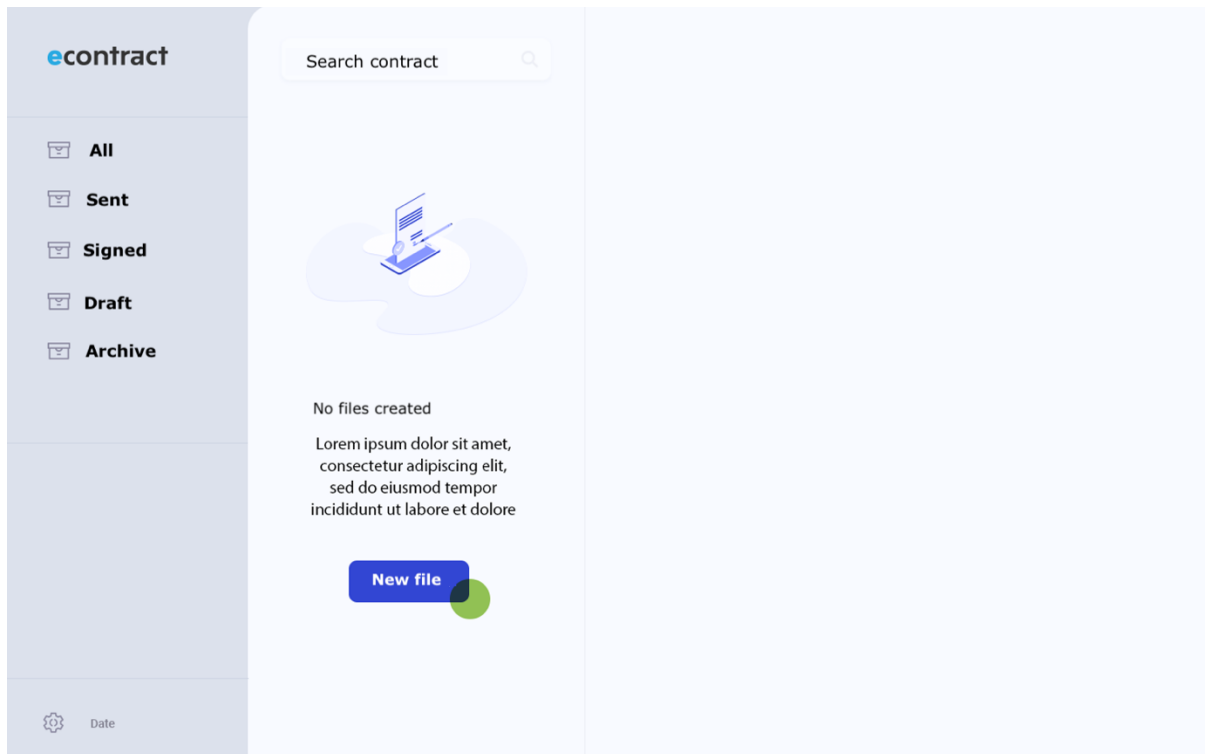 econtract
All
Sent
Signed
Draft
Archive
Date
Search contract
No files created
Lorem ipsum dolor sit amet,
consectetur adipiscing elit,
sed do eiusmod tempor
incididunt ut labore et dolore
New file